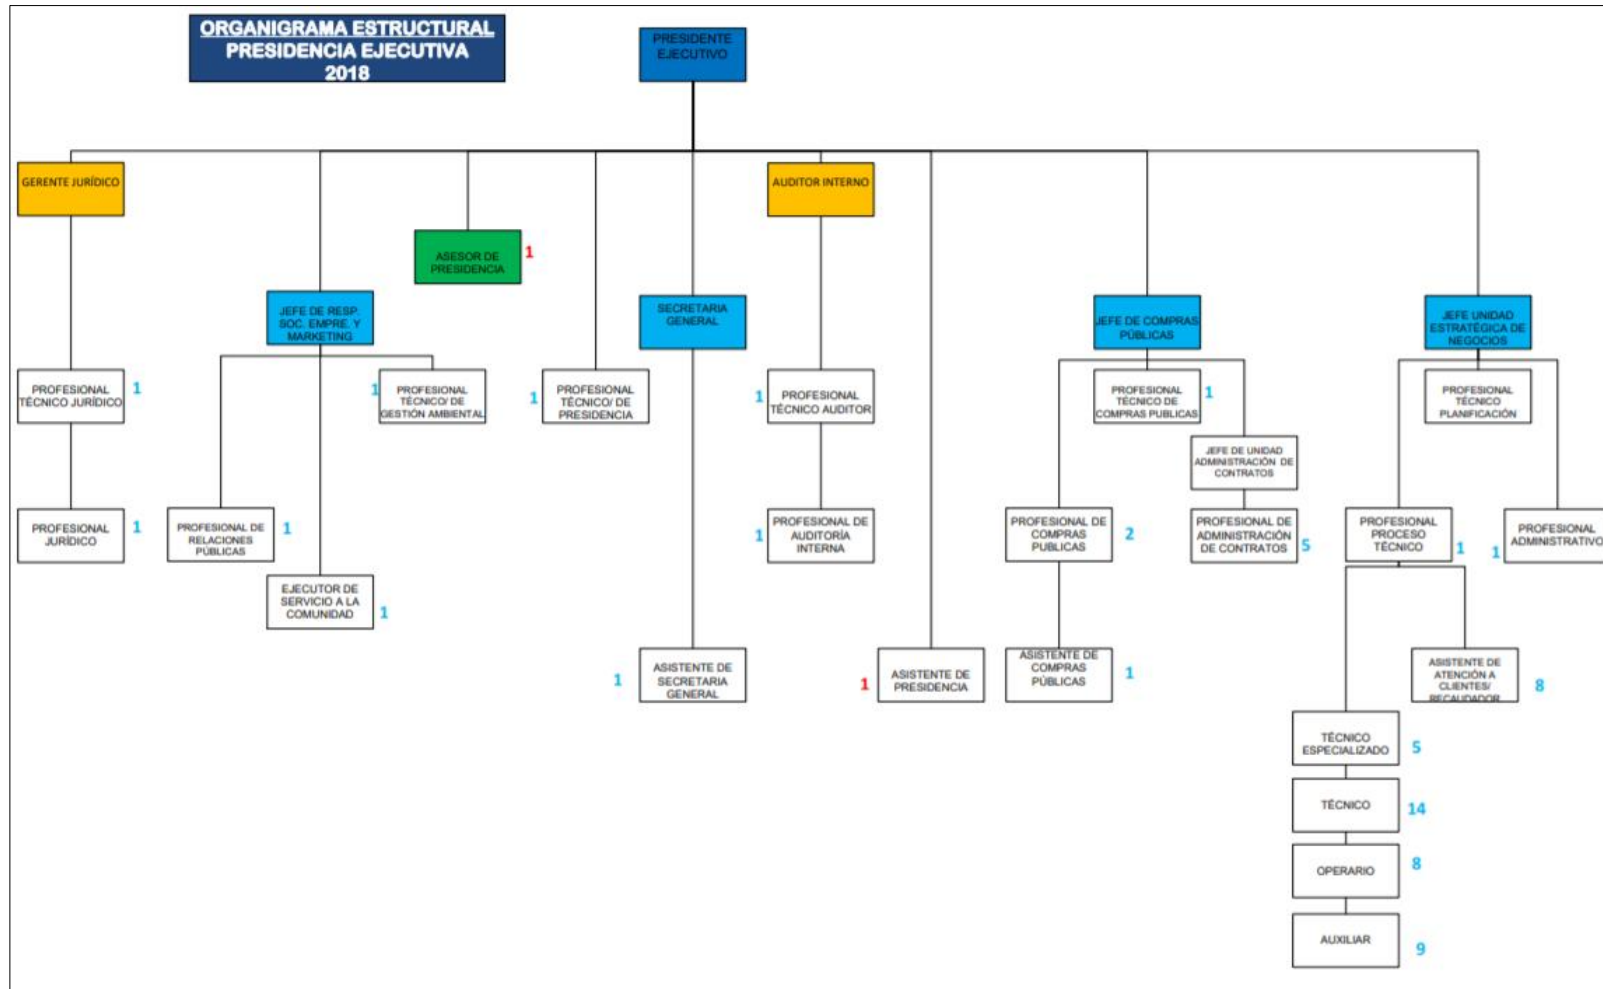 ORGANIGRAMA ESTRUCTURAL
PRESIDENCIA EJECUTIVA
2018
PRESIDENTE
EJECUTIVO
GERENTE JURÍDICO
AUDITOR INTERNO
ASESOR DE
PRESIDENCIA
1
JEFE DE RESP.
SOC. EMPRE. Y
MARKETING
SECRETARIA
GENERAL
JEFE DE COMPRAS
PÚBLICAS
JEFE UNIDAD
ESTRATÉGICA DE
NEGOCIOS
PROFESIONAL
TÉCNICO JURÍDICO
1
1
PROFESIONAL
TÉCNICO/ DE
GESTIÓN AMBIENTAL
1
PROFESIONAL
TÉCNICO/ DE
PRESIDENCIA
1
PROFESIONAL
TÉCNICO AUDITOR
PROFESIONAL
TÉCNICO DE
COMPRAS PUBLICAS
1
PROFESIONAL
TÉCNICO
PLANIFICACIÓN
JEFE DE UNIDAD
ADMINISTRACIÓN DE
CONTRATOS
PROFESIONAL
JURÍDICO
1
PROFESIONAL DE
RELACIONES
PÚBLICAS
1
1
PROFESIONAL DE
AUDITORÍA
INTERNA
PROFESIONAL DE
COMPRAS
PUBLICAS
2
PROFESIONAL DE
ADMINISTRACIÓN
DE CONTRATOS
5
PROFESIONAL
PROCESO
TÉCNICO
1
1
PROFESIONAL
ADMINISTRATIVO
EJECUTOR DE
SERVICIO A LA
COMUNIDAD
1
1
ASISTENTE DE
SECRETARIA
GENERAL
1
ASISTENTE DE
PRESIDENCIA
ASISTENTE DE
COMPRAS
PÚBLICAS
1
ASISTENTE DE
ATENCIÓN A
CLIENTES/
RECAUDADOR
8
TÉCNICO
ESPECIALIZADO
5
TÉCNICO
14
OPERARIO
8
AUXILIAR
9